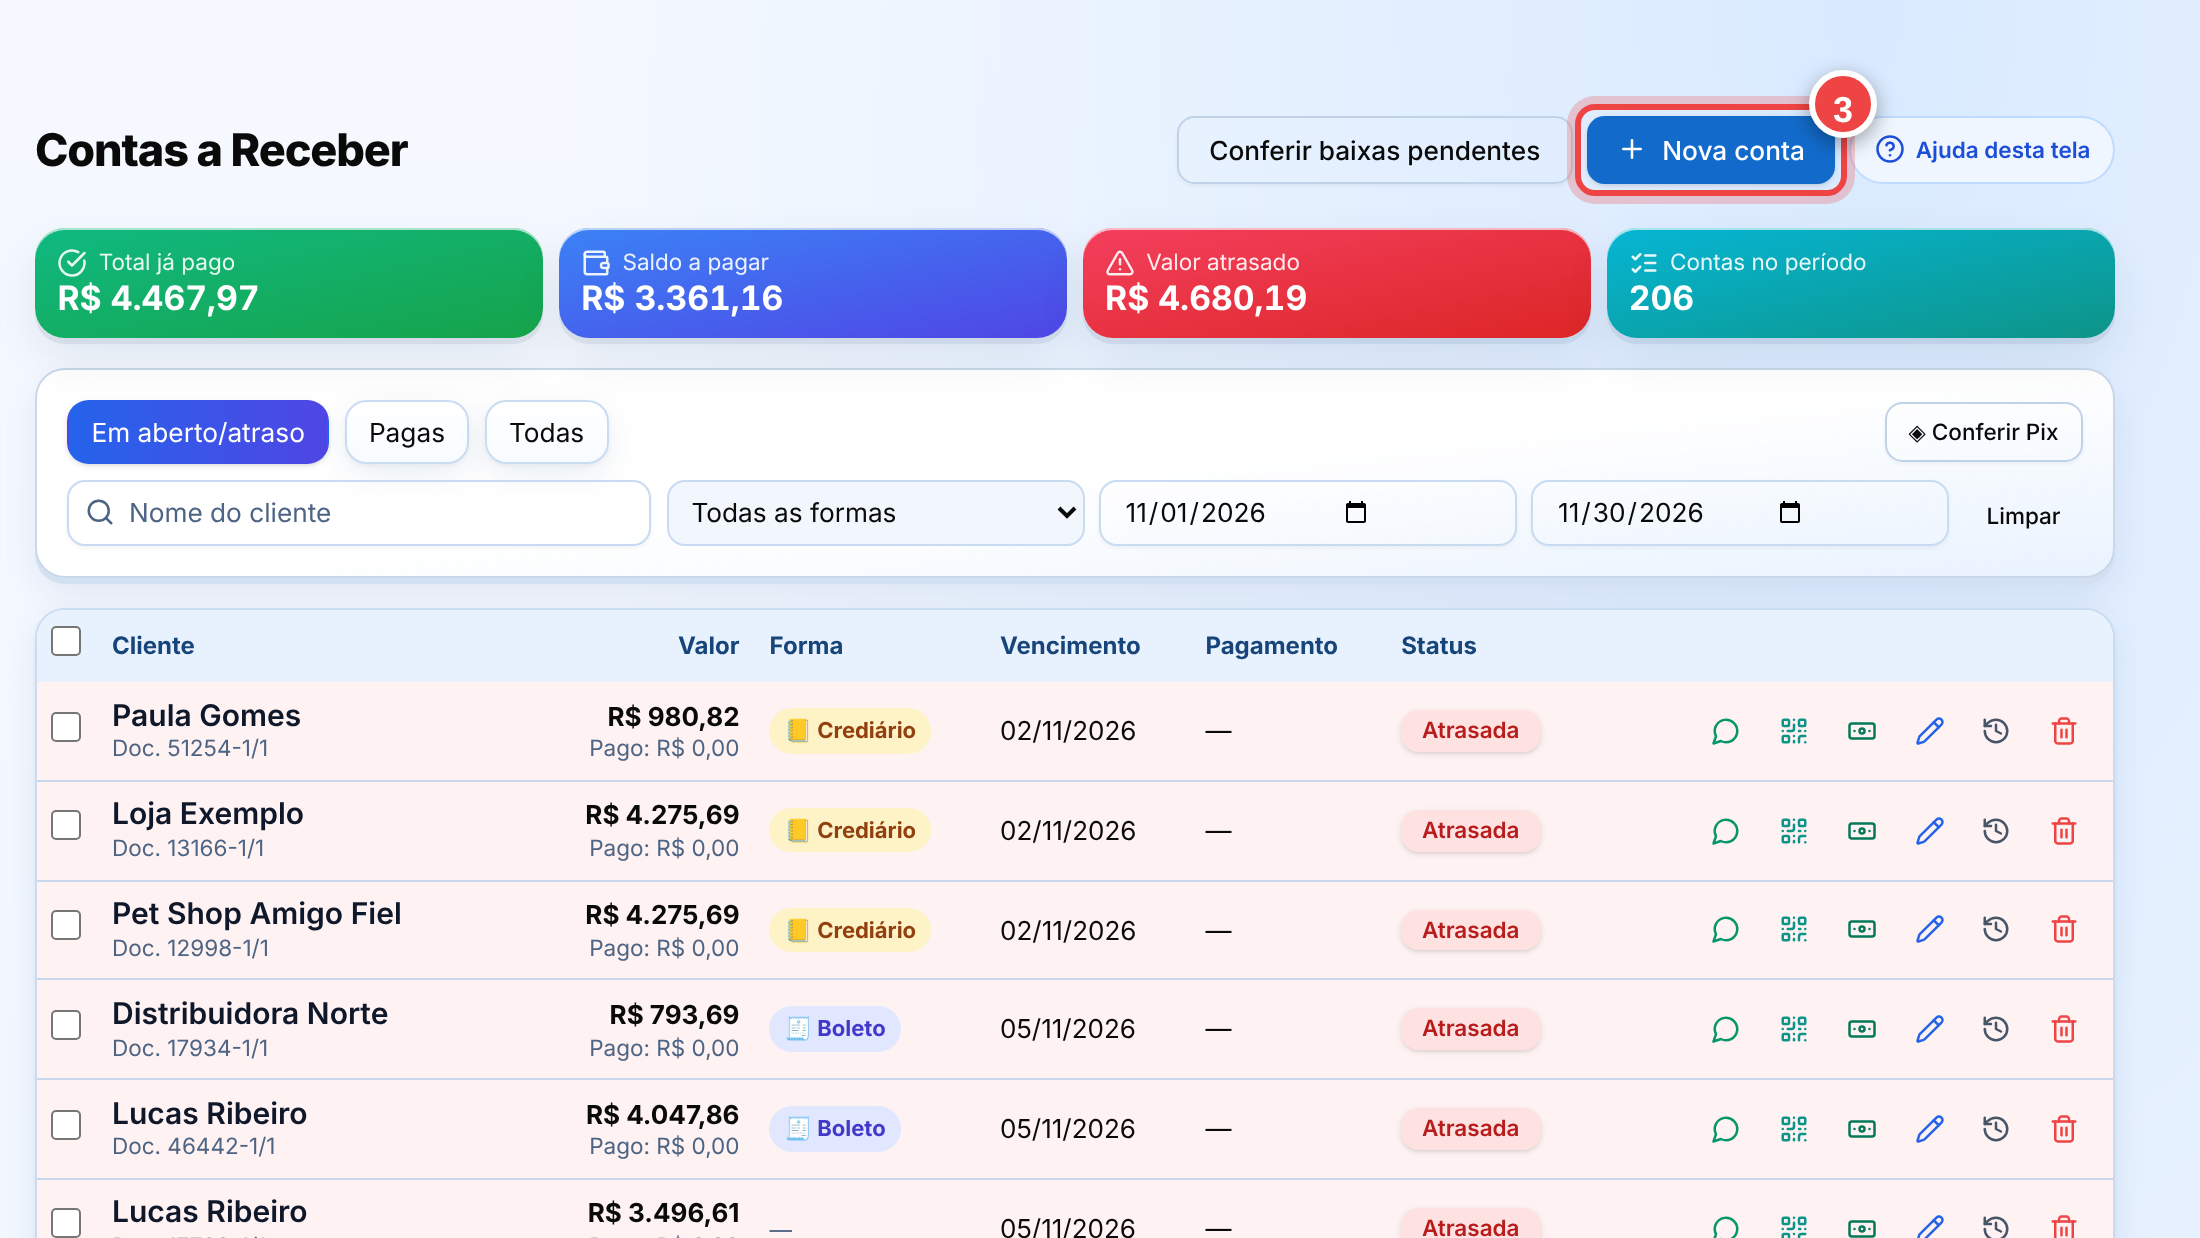 3
Contas a Receber
Conferir baixas pendentes
+ Nova conta
Ajuda desta tela
Total já pago
R$ 4.467,97
Saldo a pagar
R$ 3.361,16
Valor atrasado
R$ 4.680,19
Contas no período
206
Em aberto/atraso
Pagas
Todas
◈ Conferir Pix
Nome do cliente
Todas as formas
11/01/2026
11/30/2026
Limpar
Cliente Valor Forma Vencimento Pagamento Status
Paula Gomes R$ 980,82 Crediário 02/11/2026 — Atrasada
Doc. 51254-1/1 Pago: R$ 0,00
Loja Exemplo R$ 4.275,69 Crediário 02/11/2026 — Atrasada
Doc. 13166-1/1 Pago: R$ 0,00
Pet Shop Amigo Fiel R$ 4.275,69 Crediário 02/11/2026 — Atrasada
Doc. 12998-1/1 Pago: R$ 0,00
Distribuidora Norte R$ 793,69 Boleto 05/11/2026 — Atrasada
Doc. 17934-1/1 Pago: R$ 0,00
Lucas Ribeiro R$ 4.047,86 Boleto 05/11/2026 — Atrasada
Doc. 46442-1/1 Pago: R$ 0,00
Lucas Ribeiro R$ 3.496,61 — 05/11/2026 — Atrasada